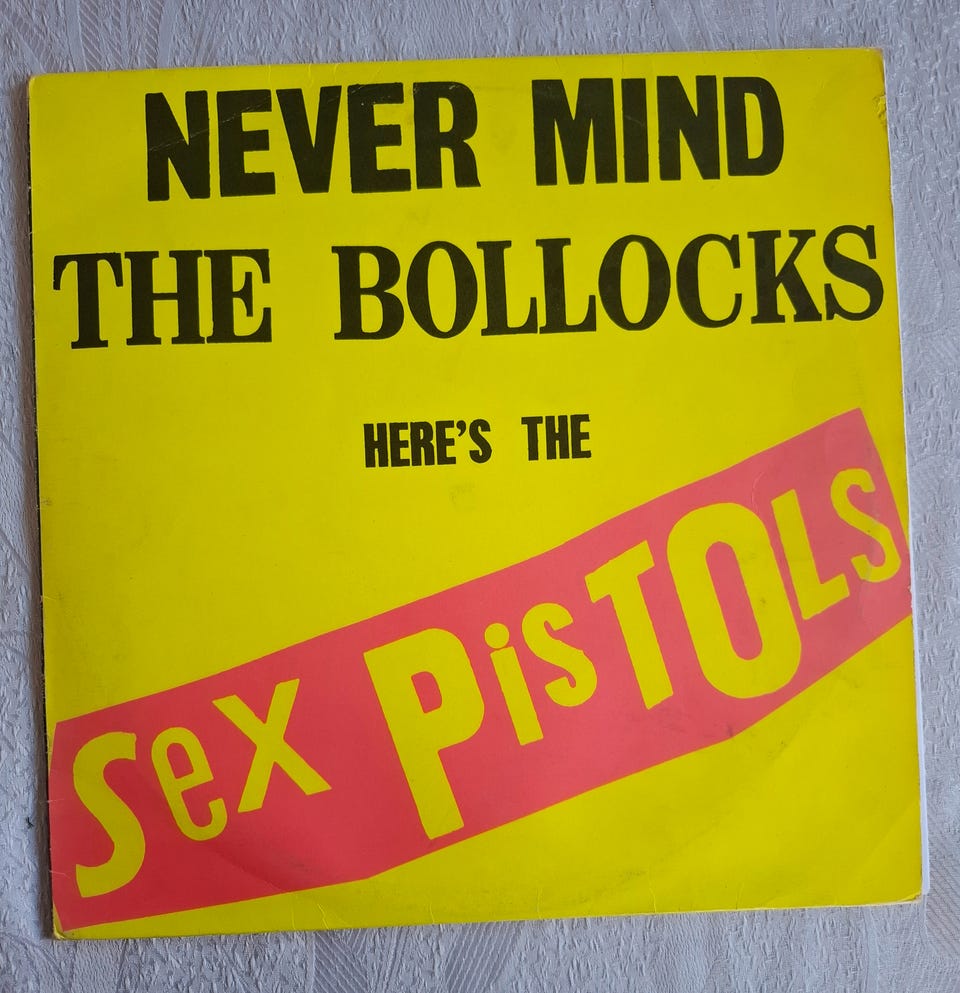 NEVER MIND
THE BOLLOCKS
HERE'S THE
Sex PiSTOLS